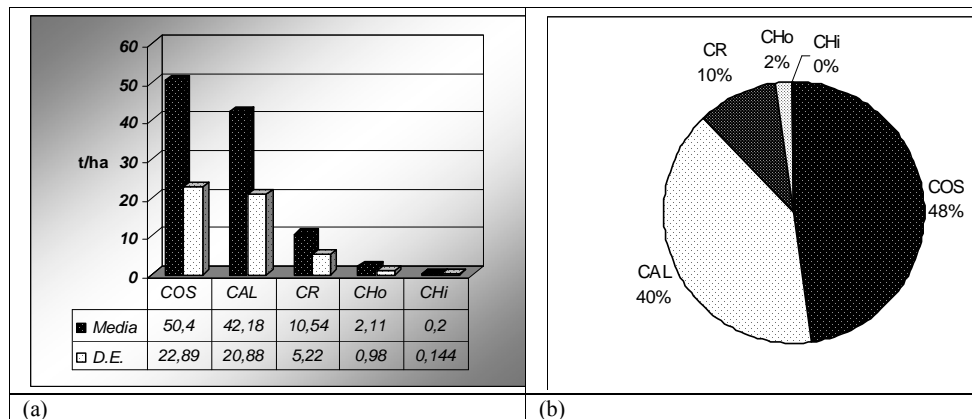 60
50
40
t/ha 30
20
10
0
COS CAL CR CHo CHi
Media 50,4 42,18 10,54 2,11 0,2
D.E. 22,89 20,88 5,22 0,98 0,144
(a)
CR
10%
CHo
2%
CHi
0%
COS
48%
CAL
40%
(b)